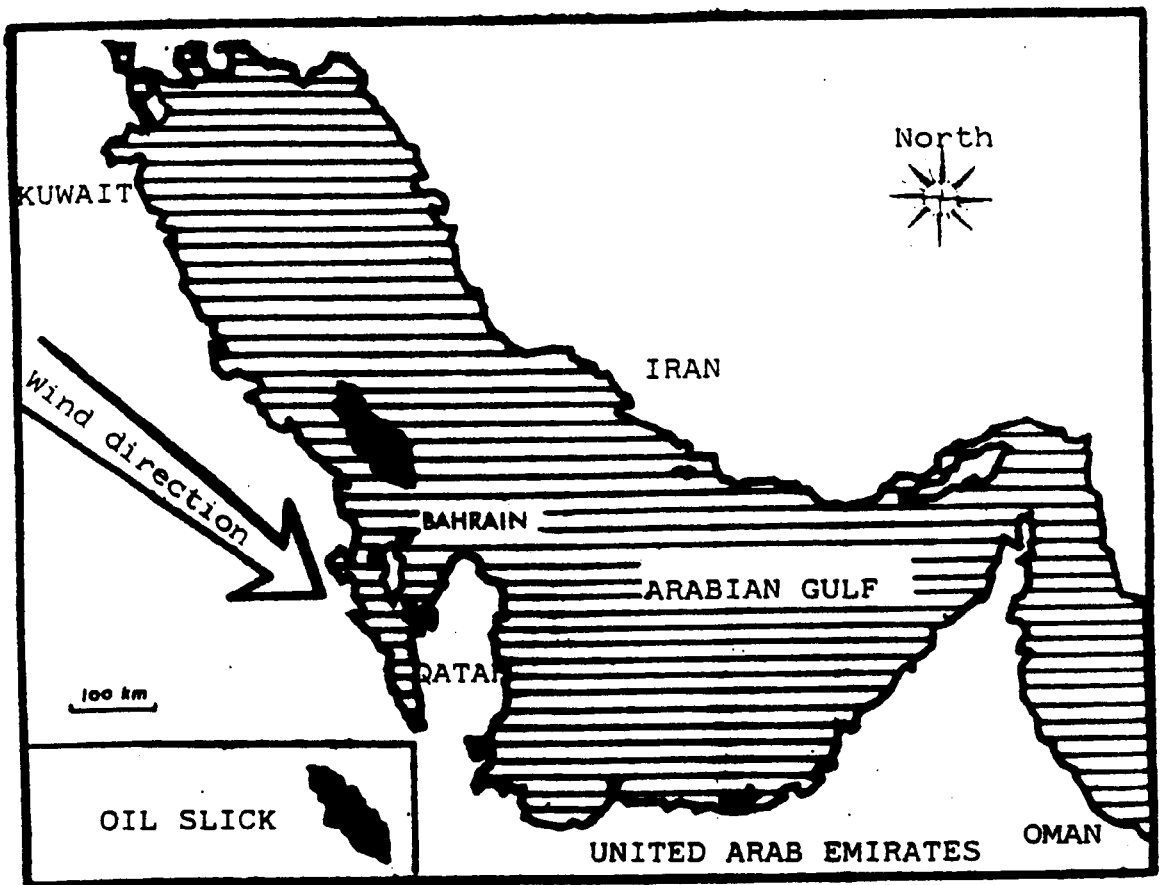 North
KUWAIT
IRAN
Wind direction
BAHRAIN
ARABIAN GULF
QATAR
100 km
OIL SLICK
OMAN
UNITED ARAB EMIRATES